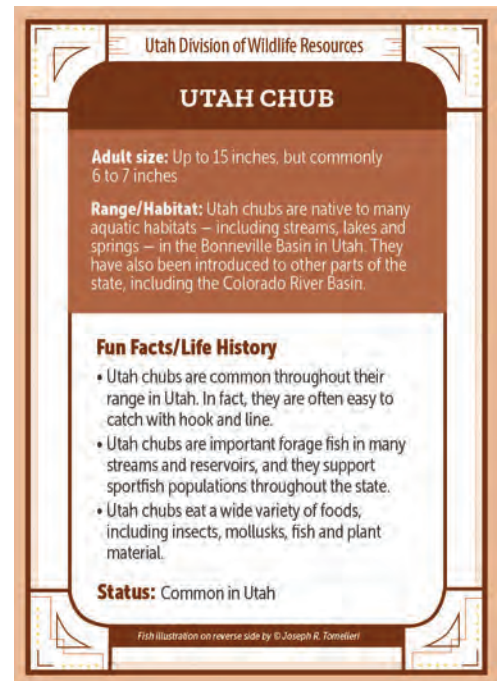 Utah Division of Wildlife Resources
UTAH CHUB
Adult size: Up to 15 inches, but commonly
6 to 7 inches
Range/Habitat: Utah chubs are native to many
aquatic habitats — including streams, lakes and
springs — in the Bonneville Basin in Utah. They
have also been introduced to other parts of the
state, including the Colorado River Basin.
Fun Facts/Life History
• Utah chubs are common throughout their
range in Utah. In fact, they are often easy to
catch with hook and line.
• Utah chubs are important forage fish in many
streams and reservoirs, and they support
sportfish populations throughout the state.
• Utah chubs eat a wide variety of foods,
including insects, mollusks, fish and plant
material.
Status: Common in Utah
Fish illustration on reverse side by © Joseph R. Tomelleri